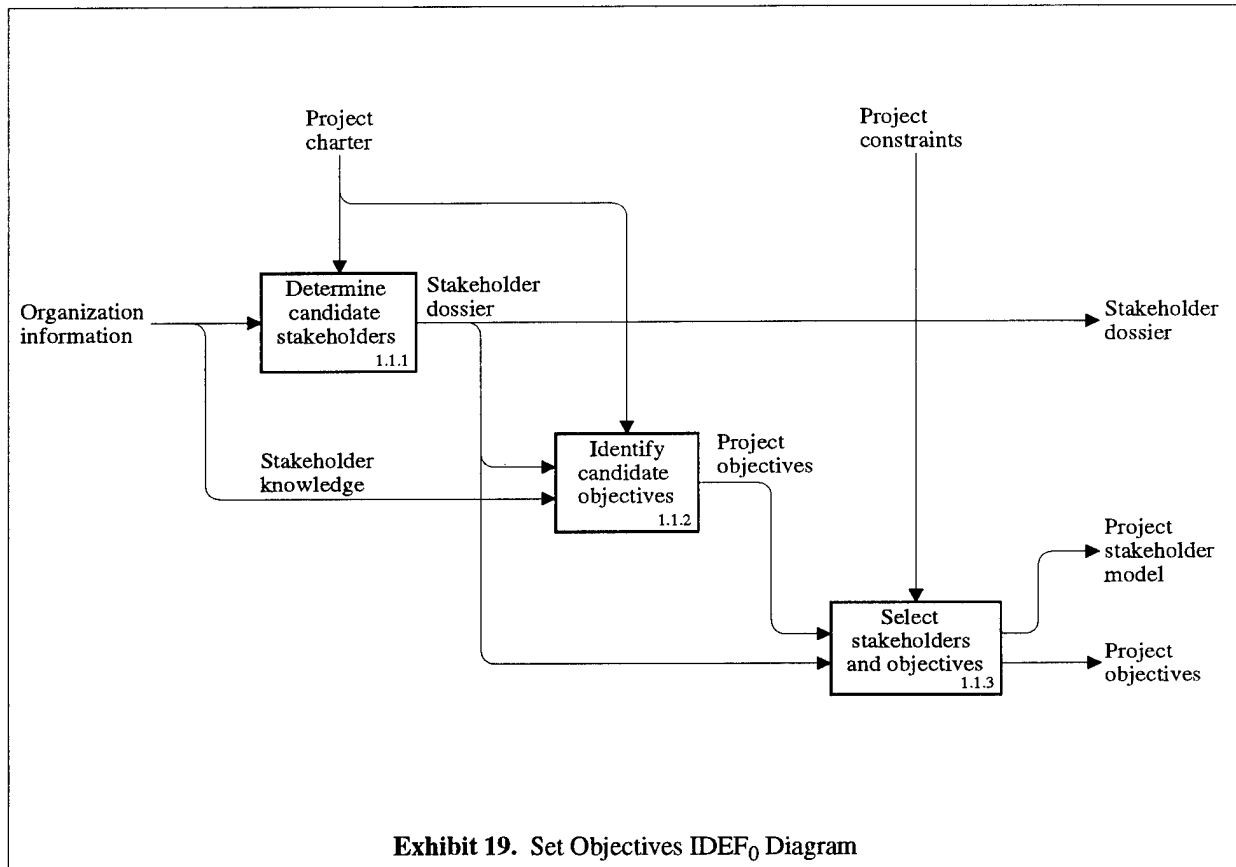 Project
charter
Project
constraints
Organization
information
Determine
candidate
stakeholders
1.1.1
Stakeholder
dossier
Stakeholder
dossier
Stakeholder
knowledge
Identify
candidate
objectives
1.1.2
Project
objectives
Project
stakeholder
model
Select
stakeholders
and objectives
1.1.3
Project
objectives
Exhibit 19. Set Objectives IDEF0 Diagram